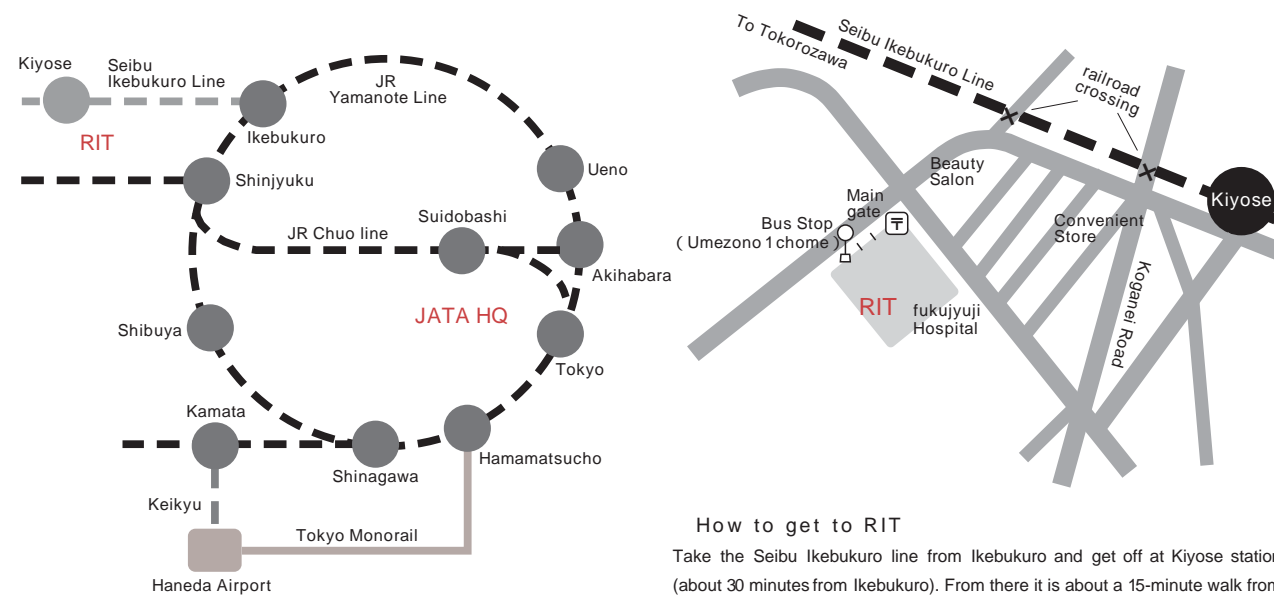 Kiyose
Seibu
Ikebukuro Line
JR
Yamanote Line
RIT
Ikebukuro
Ueno
Shinjyuku
Suidobashi
JR Chuo line
Akihabara
JATA HQ
Shibuya
Tokyo
Kamata
Hamamatsucho
Shinagawa
Keikyu
Tokyo Monorail
Haneda Airport
To Tokorozawa
Seibu Ikebukuro Line
railroad
crossing
Beauty
Salon
Main
gate
Kiyose
Bus Stop
( Umezono 1 chome )
〒
Convenient
Store
Koganei Road
RIT
fukujyuji
Hospital
How to get to RIT
Take the Seibu Ikebukuro line from Ikebukuro and get off at Kiyose station
(about 30 minutes from Ikebukuro). From there it is about a 15-minute walk from